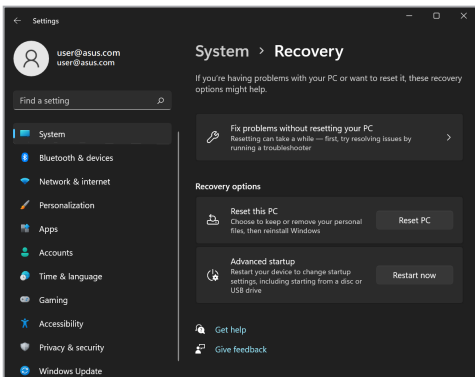 Settings
user@asus.com
user@asus.com
Find a setting
System
Bluetooth & devices
Network & internet
Personalization
Apps
Accounts
Time & language
Gaming
Accessibility
Privacy & security
Windows Update
System > Recovery
If you're having problems with your PC or want to reset it, these recovery
options might help.
Fix problems without resetting your PC
Resetting can take a while — first, try resolving issues by
running a troubleshooter
Recovery options
Reset this PC
Choose to keep or remove your personal
files, then reinstall Windows
Reset PC
Advanced startup
Restart your device to change startup
settings, including starting from a disc or
USB drive
Restart now
Get help
Give feedback